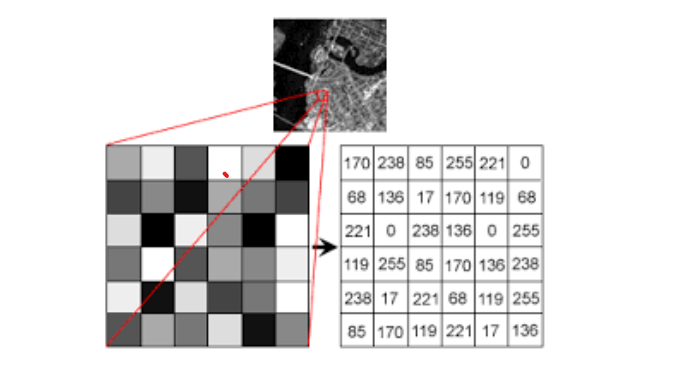 170 238 85 255 221 0
68 136 17 170 119 68
221 0 238 136 0 255
119 255 85 170 136 238
238 17 221 68 119 255
85 170 119 221 17 136